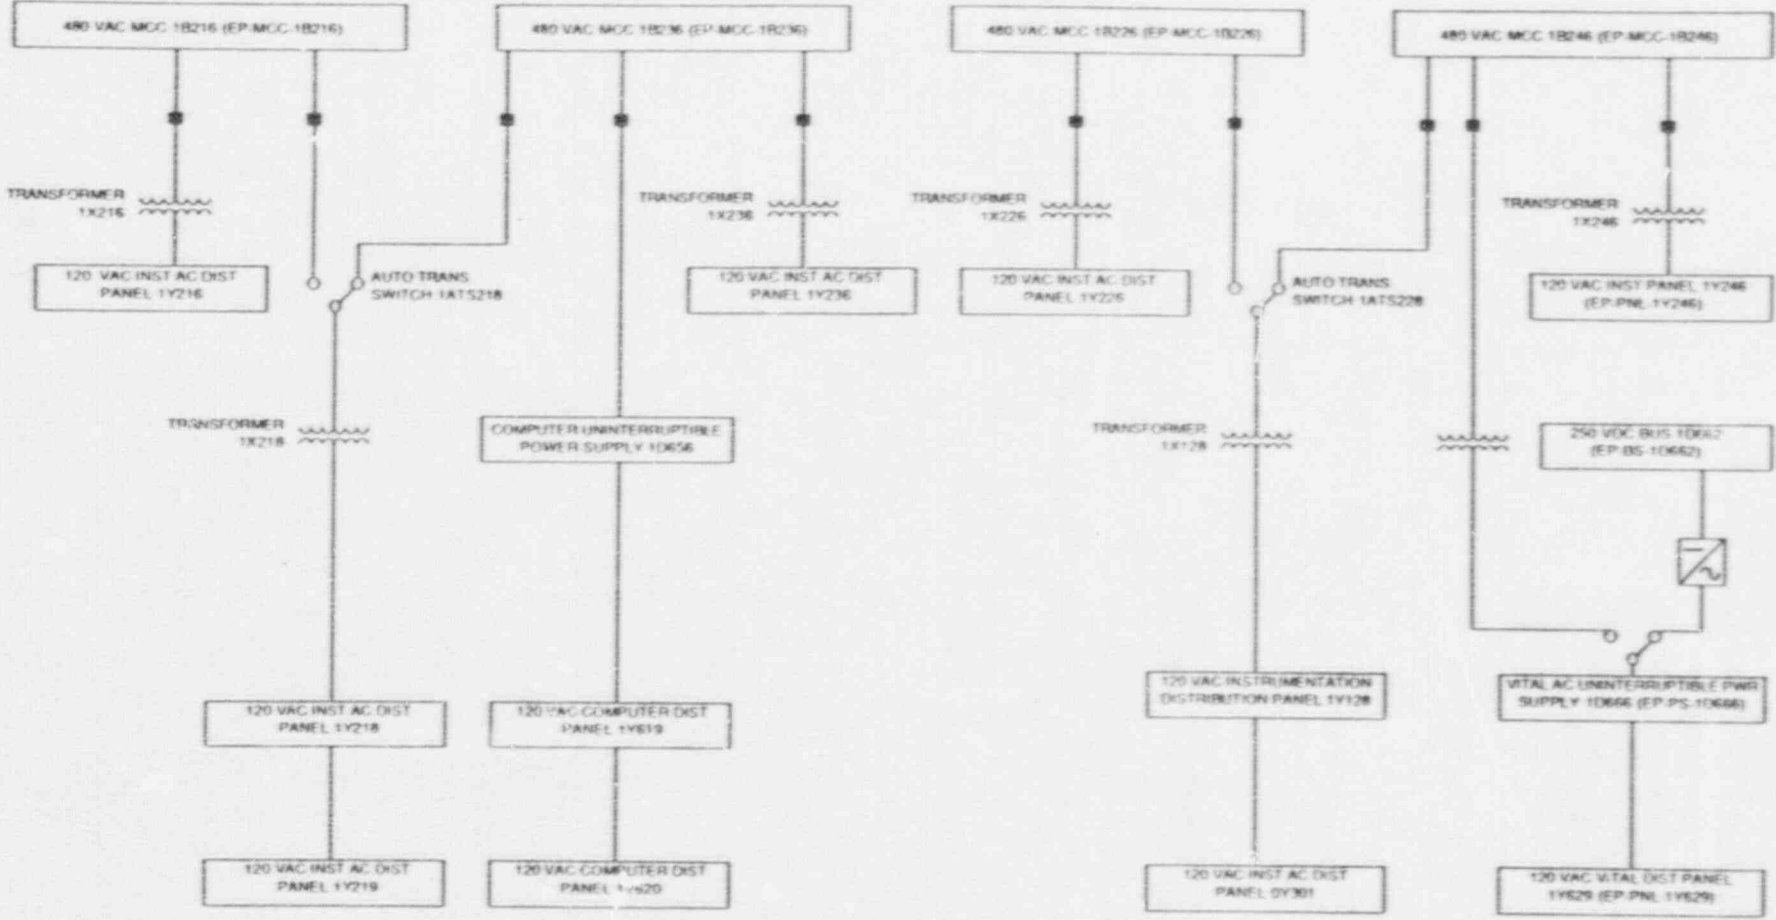 480 VAC MCC 1B216 (EP-MCC-1B216)
480 VAC MCC 1B236 (EP-MCC-1B236)
480 VAC MCC 1B226 (EP-MCC-1B226)
480 VAC MCC 1B246 (EP-MCC-1B246)
TRANSFORMER
1X216
TRANSFORMER
1X236
TRANSFORMER
1X226
TRANSFORMER
1X246
120 VAC INST AC DIST
PANEL 1Y216
AUTO TRANS
SWITCH 1ATS218
120 VAC INST AC DIST
PANEL 1Y236
120 VAC INST AC DIST
PANEL 1Y226
AUTO TRANS
SWITCH 1ATS228
120 VAC INST PANEL 1Y246
(EP-PNL-1Y246)
TRANSFORMER
1X218
COMPUTER UNINTERRUPTIBLE
POWER SUPPLY 1D656
TRANSFORMER
1X128
250 VDC BUS 1D662
(EP-BS-1D662)
120 VAC INST AC DIST
PANEL 1Y218
120 VAC COMPUTER DIST
PANEL 1Y619
120 VAC INSTRUMENTATION
DISTRIBUTION PANEL 1Y128
VITAL AC UNINTERRUPTIBLE PWR
SUPPLY 1D666 (EP-PS-1D666)
120 VAC INST AC DIST
PANEL 1Y219
120 VAC COMPUTER DIST
PANEL
120 VAC INST AC DIST
PANEL 0Y301
120 VAC VITAL DIST PANEL
1Y629 (EP-PNL-1Y629)